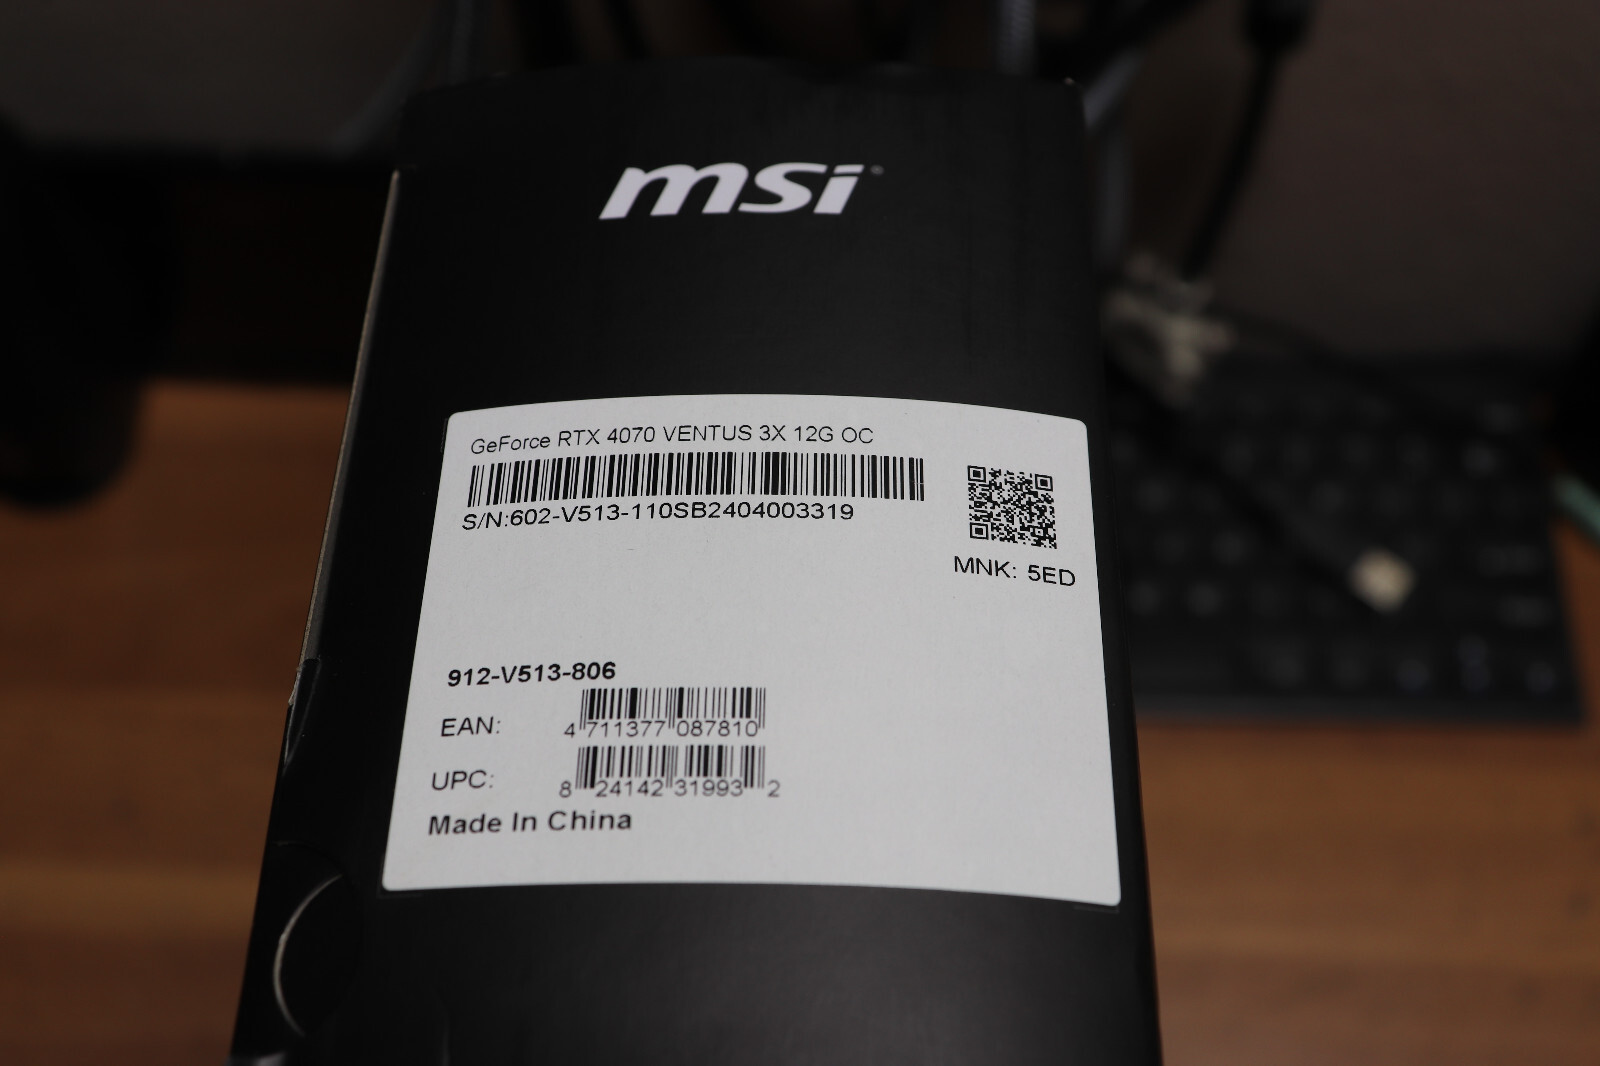 msi
GeForce RTX 4070 VENTUS 3X 12G OC
S/N:602-V513-110SB2404003319
MNK: 5ED
912-V513-806
EAN: 4 711377 087810
UPC: 8 24142 31993 2
Made In China